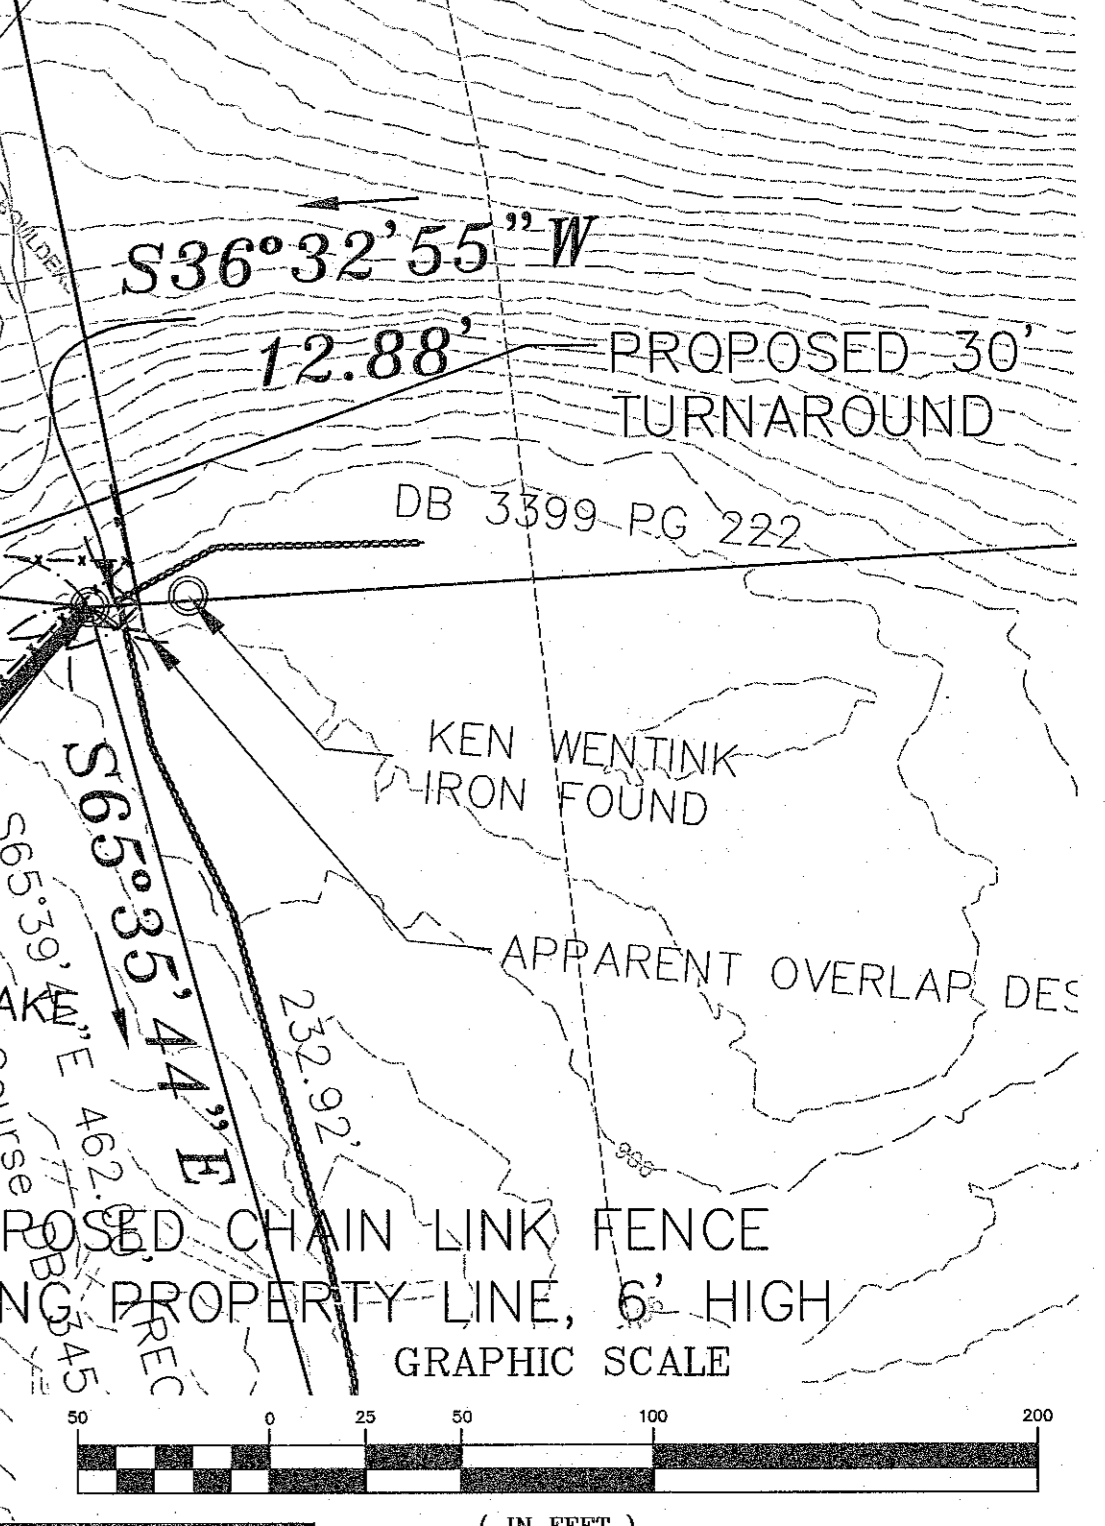 S36°32'55"W
12.88'
PROPOSED 30'
TURNAROUND
DB 3399 PG 222
KEN WENTINK
IRON FOUND
S65°35'44"E
232.92'
APPARENT OVERLAP DES
AKE
POSED CHAIN LINK FENCE
NG PROPERTY LINE, 6' HIGH
GRAPHIC SCALE
50 0 25 50 100 200
( IN FEET )